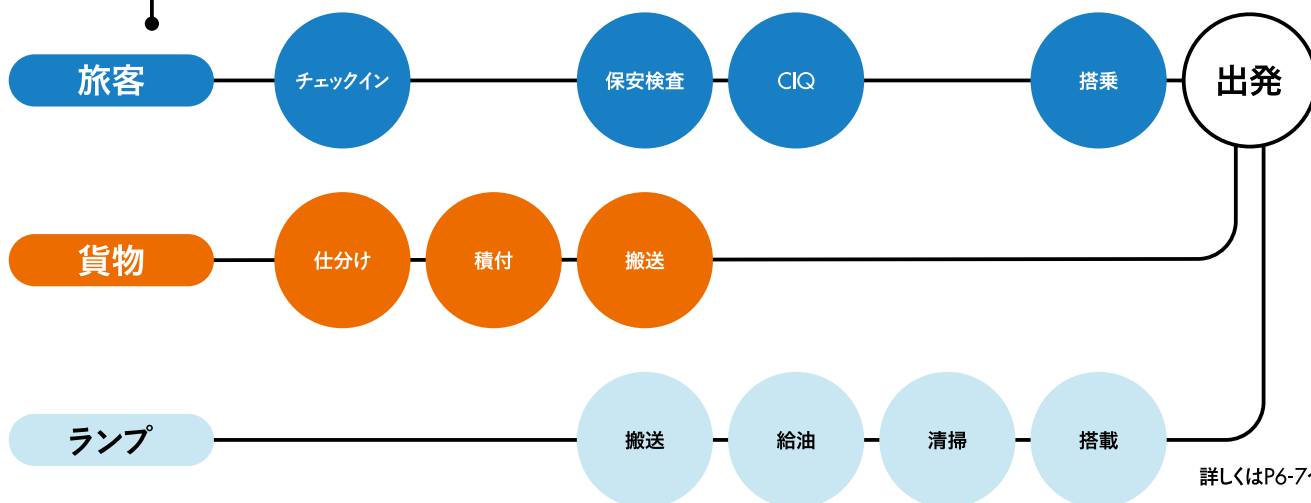 旅客
チェックイン
保安検査
CIQ
搭乗
出発
貨物
仕分け
積付
搬送
ランプ
搬送
給油
清掃
搭載
詳しくはP6-7へ